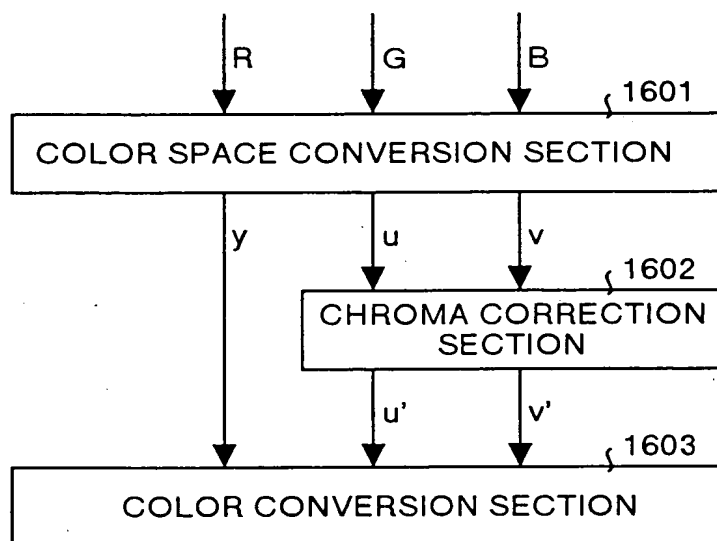 R G B
1601
COLOR SPACE CONVERSION SECTION
y u v
1602
CHROMA CORRECTION
SECTION
u' v'
1603
COLOR CONVERSION SECTION